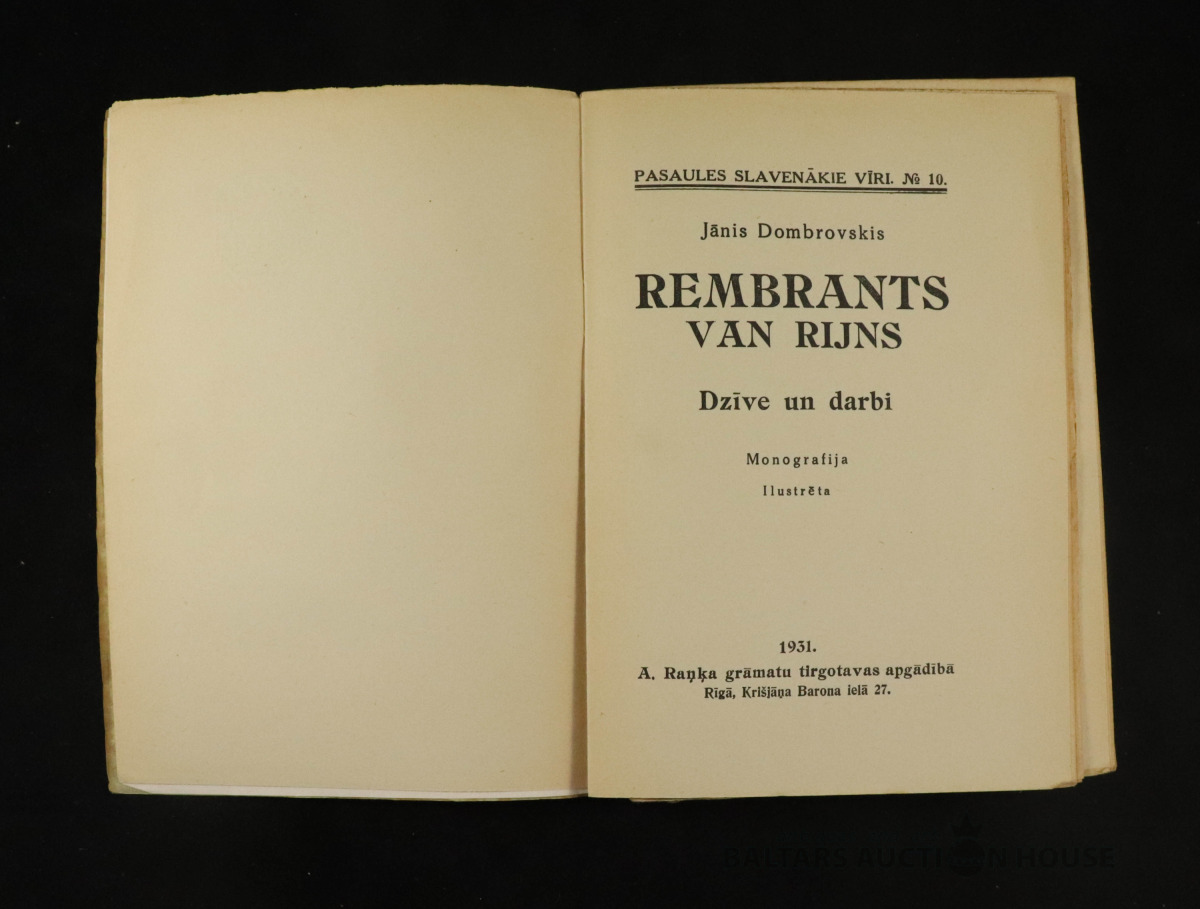 PASAULES SLAVENĀKIE VĪRI. № 10.
Jānis Dombrovskis
REMBRANTS
VAN RIJNS
Dzīve un darbi
Monografija
Ilustrēta
1931.
A. Raņķa grāmatu tirgotavas apgādībā
Rīgā, Krišjāņa Barona ielā 27.
BALTARS AUCTION HOUSE